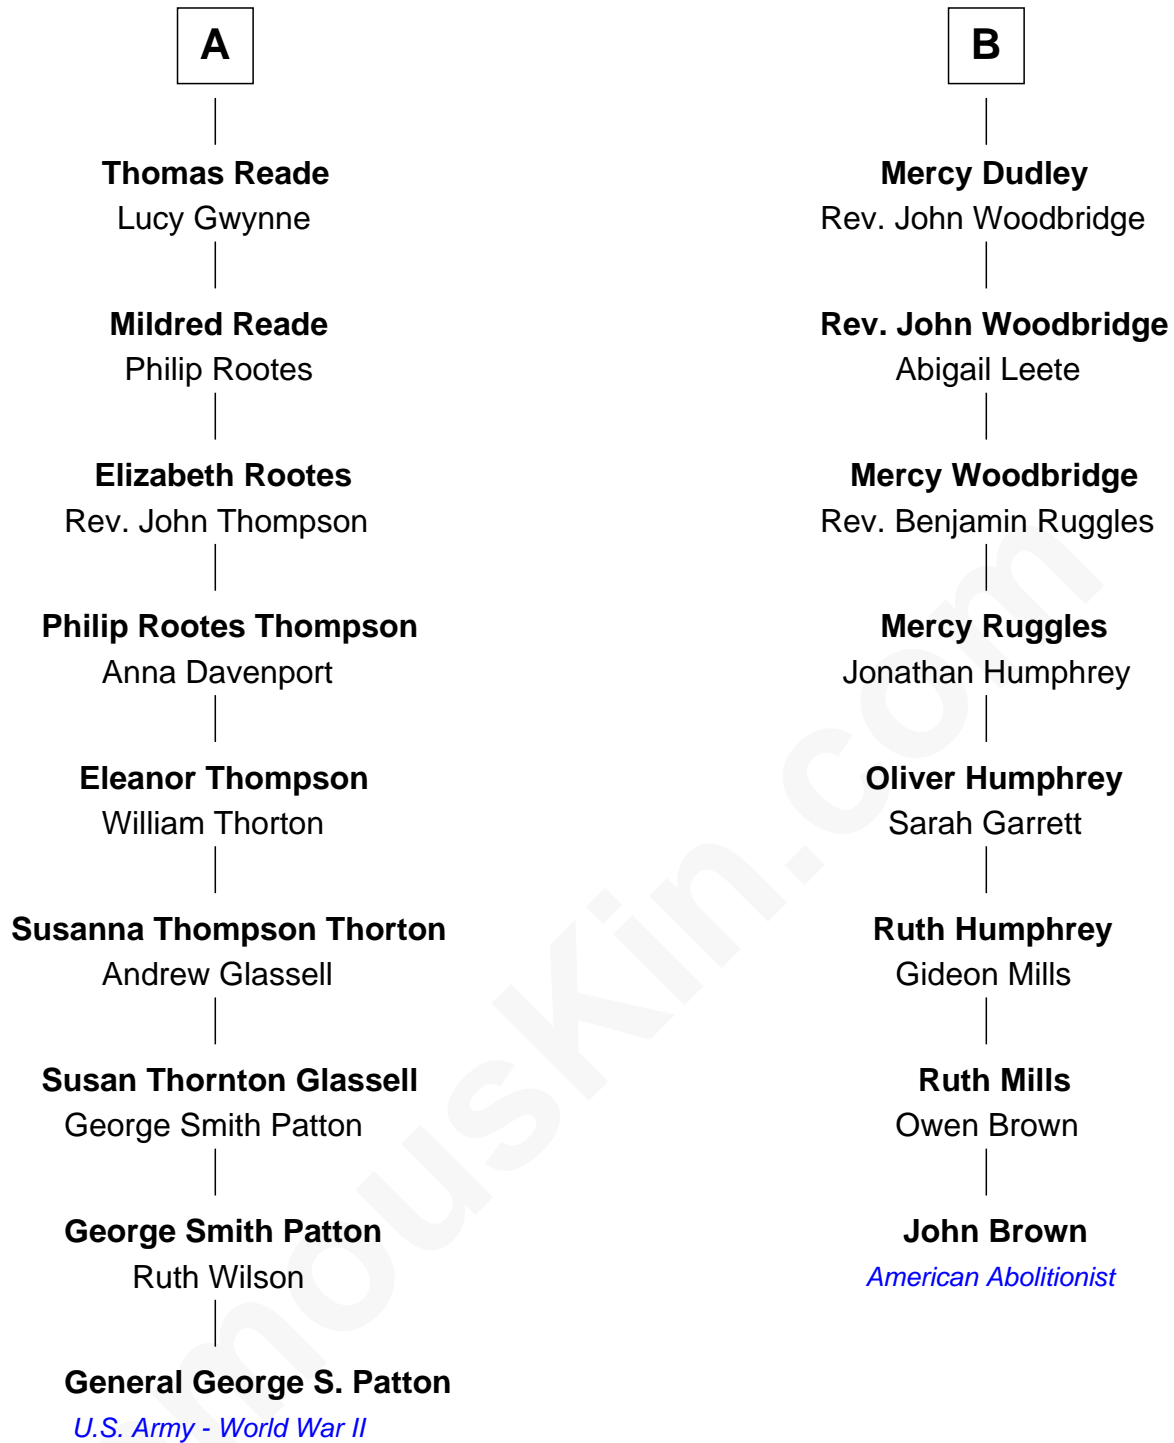 A
Thomas Reade
Lucy Gwynne
Mildred Reade
Philip Rootes
Elizabeth Rootes
Rev. John Thompson
Philip Rootes Thompson
Anna Davenport
Eleanor Thompson
William Thorton
Susanna Thompson Thorton
Andrew Glassell
Susan Thornton Glassell
George Smith Patton
George Smith Patton
Ruth Wilson
General George S. Patton
U.S. Army - World War II
B
Mercy Dudley
Rev. John Woodbridge
Rev. John Woodbridge
Abigail Leete
Mercy Woodbridge
Rev. Benjamin Ruggles
Mercy Ruggles
Jonathan Humphrey
Oliver Humphrey
Sarah Garrett
Ruth Humphrey
Gideon Mills
Ruth Mills
Owen Brown
John Brown
American Abolitionist
mousKin.com